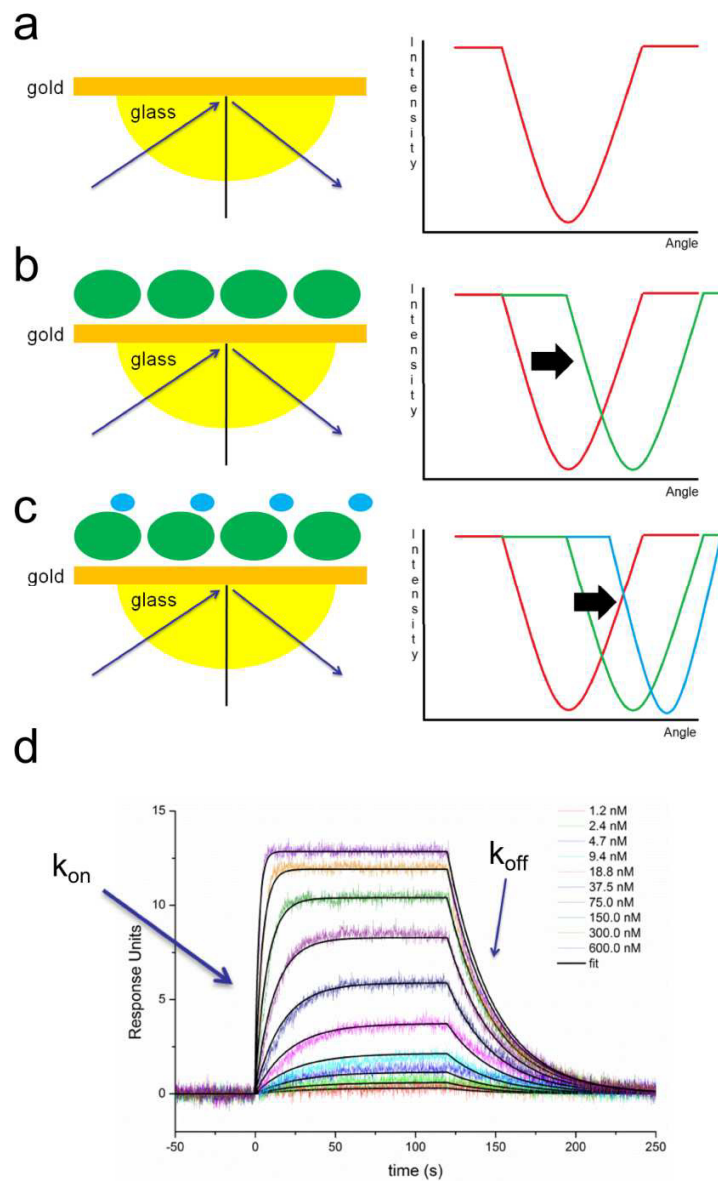 a
gold
glass
Intensity
Angle
b
gold
glass
Intensity
Angle
c
gold
glass
Intensity
Angle
d
kon
koff
Response Units
15
10
5
0
-50
0
50
100
150
200
250
time (s)
1.2 nM
2.4 nM
4.7 nM
9.4 nM
18.8 nM
37.5 nM
75.0 nM
150.0 nM
300.0 nM
600.0 nM
fit